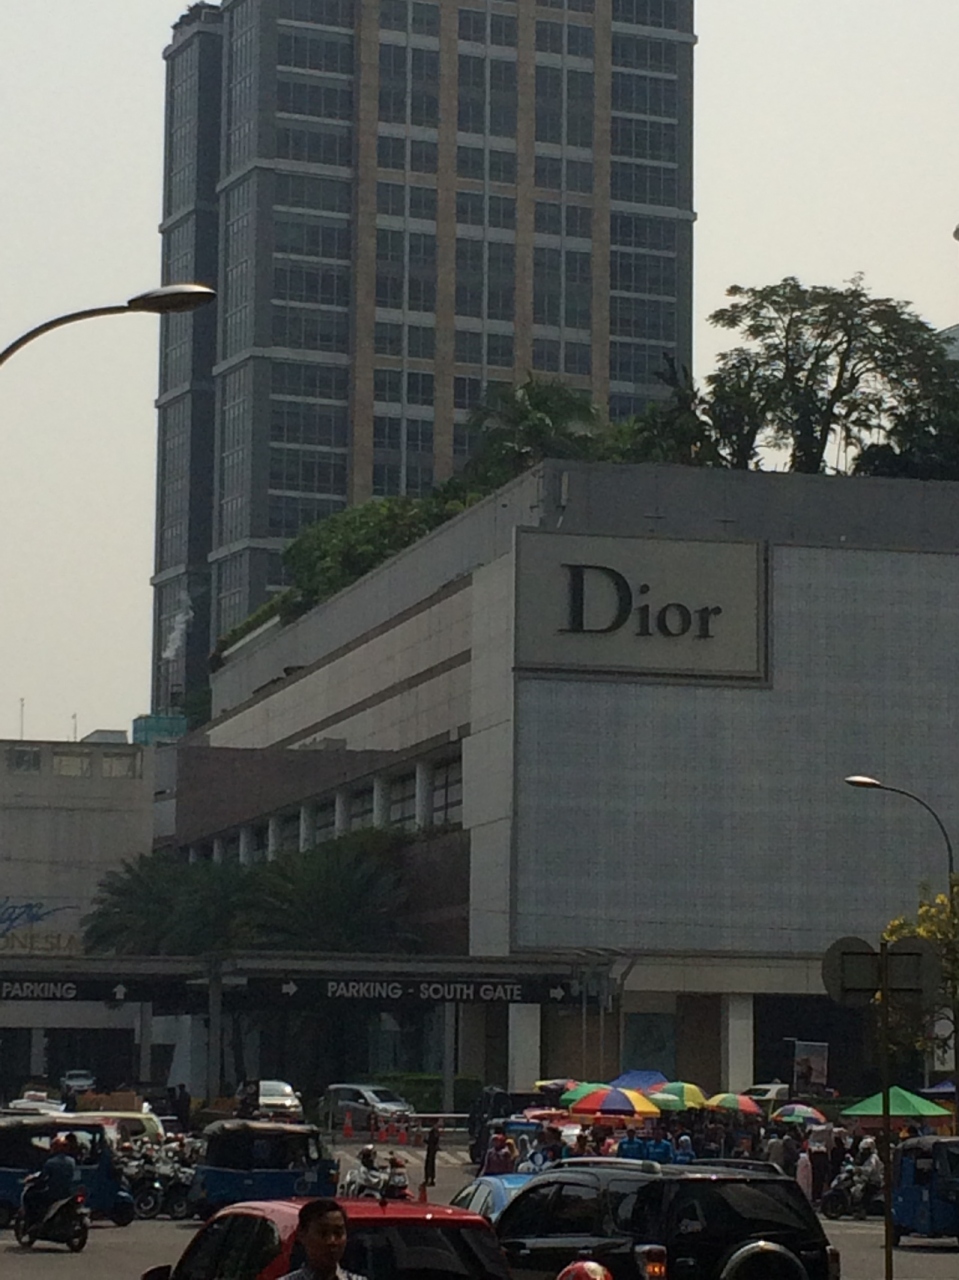 Dior
PARKING
PARKING - SOUTH GATE